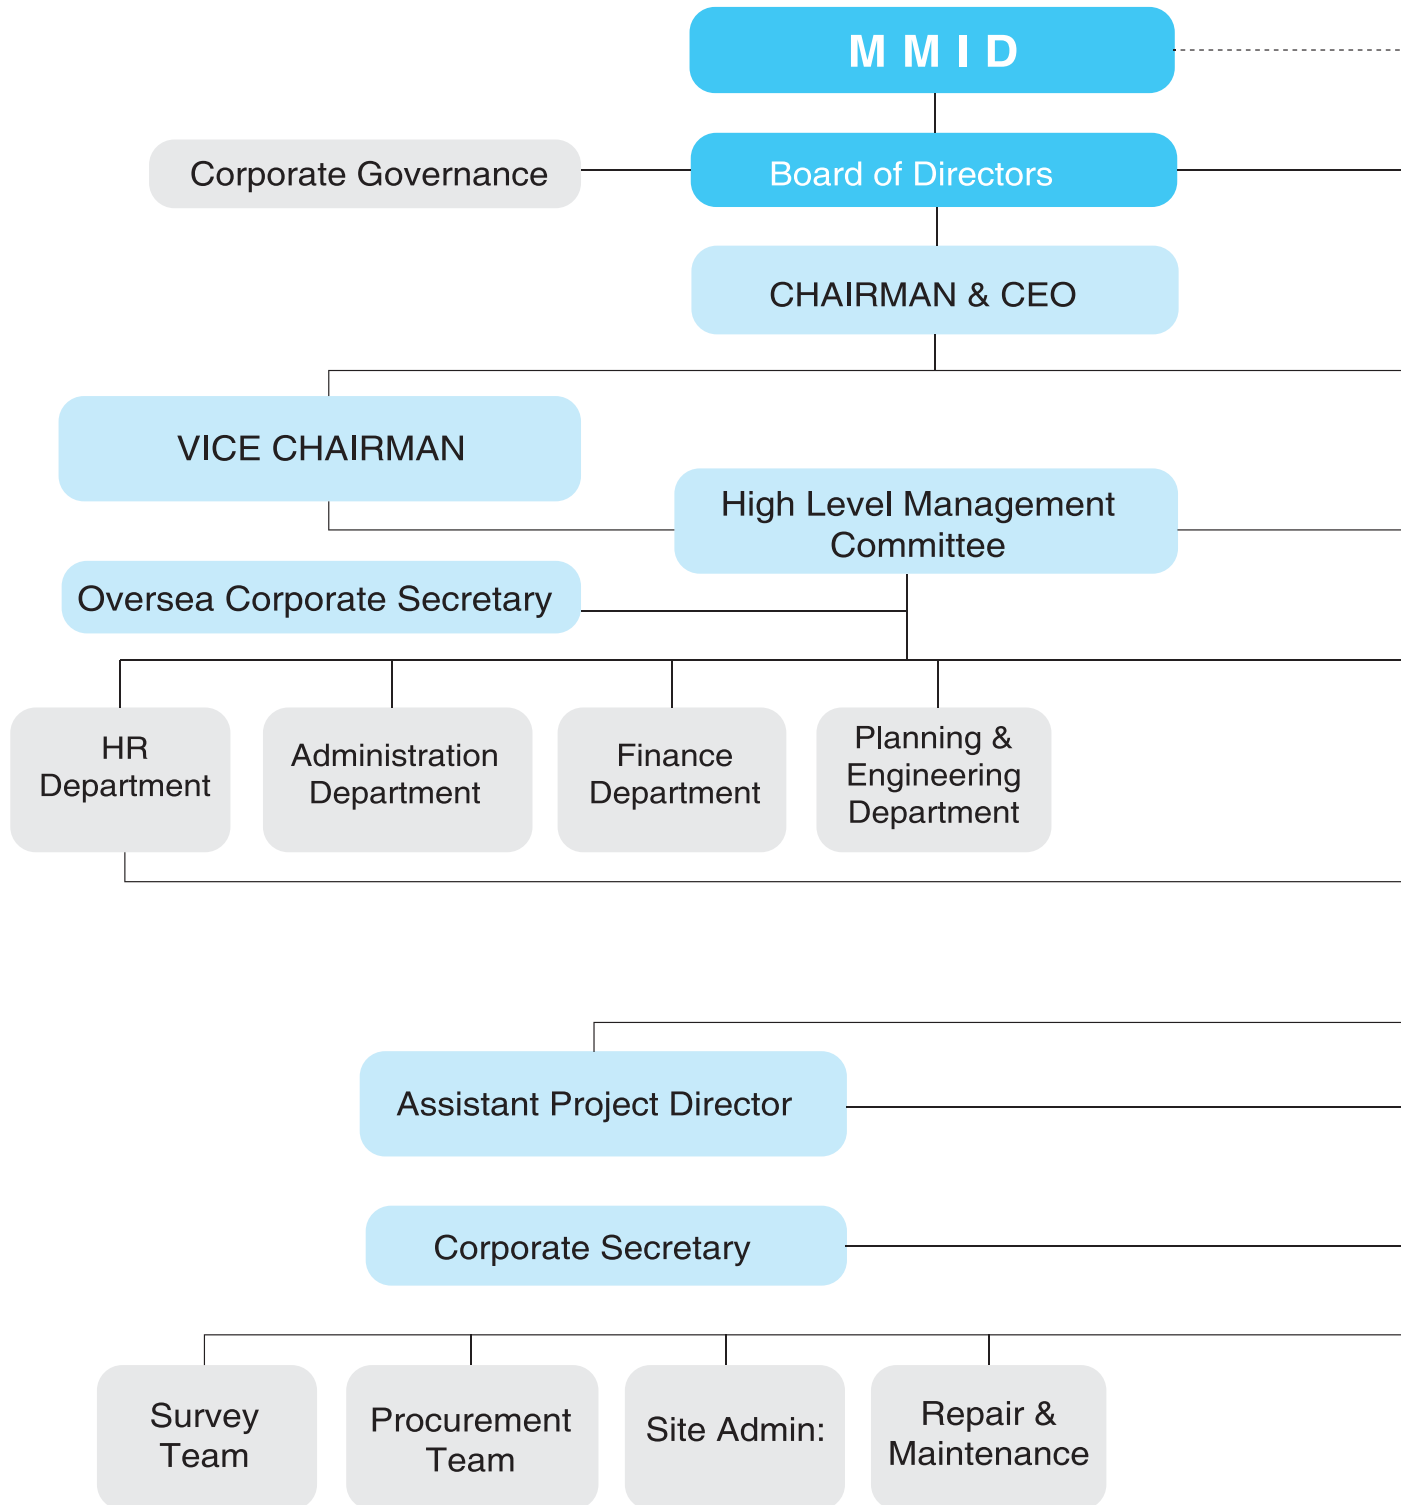 M M I D
Corporate Governance
Board of Directors
CHAIRMAN & CEO
VICE CHAIRMAN
High Level Management
Committee
Oversea Corporate Secretary
HR
Department
Administration
Department
Finance
Department
Planning &
Engineering
Department
Assistant Project Director
Corporate Secretary
Survey
Team
Procurement
Team
Site Admin:
Repair &
Maintenance